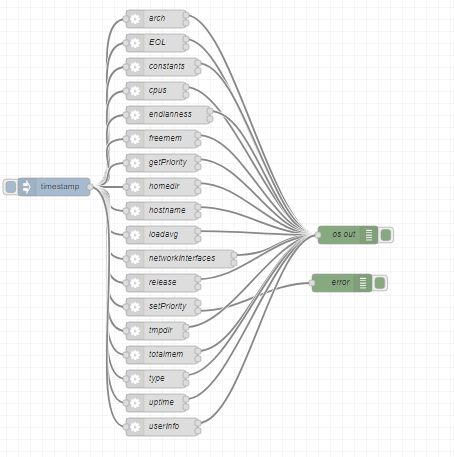 arch
EOL
constants
cpus
endianness
freemem
getPriority
timestamp
homedir
hostname
loadavg
os out
networkInterfaces
release
error
setPriority
tmpdir
totalmem
type
uptime
userInfo